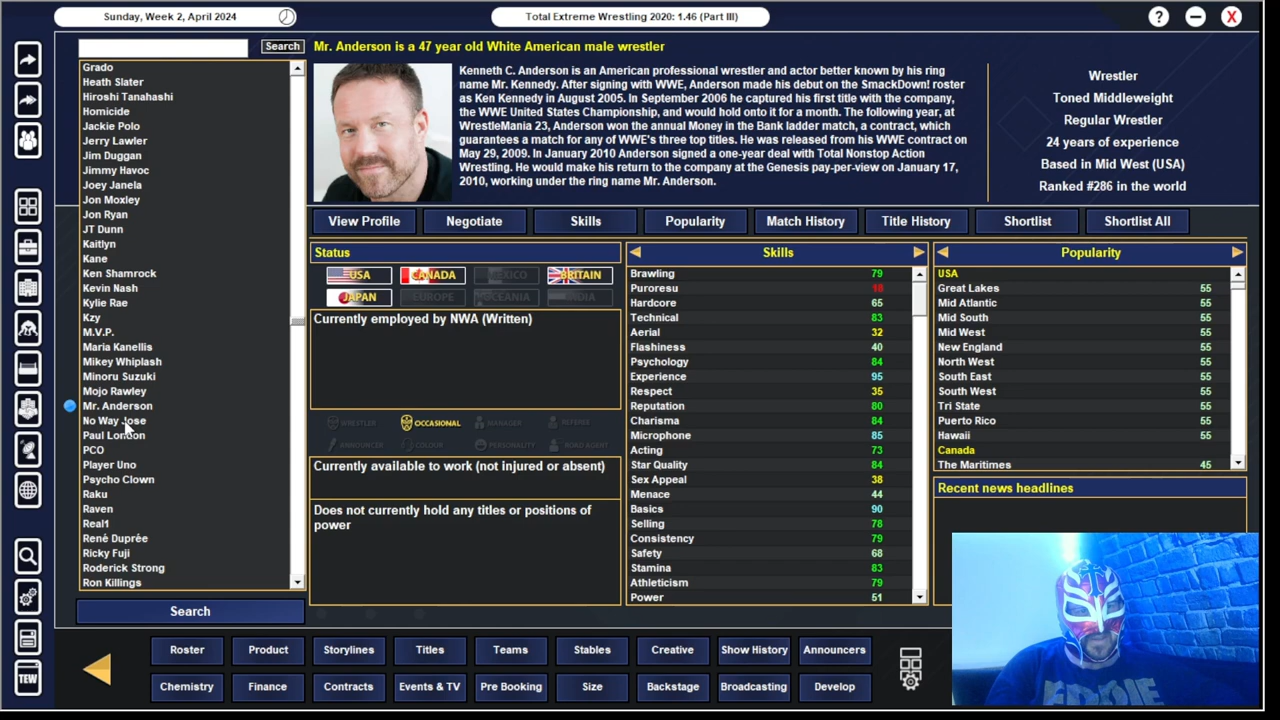 Sunday, Week 2, April 2024
Total Extreme Wrestling 2020: 1.46 (Part III)
?
X
Search
Mr. Anderson is a 47 year old White American male wrestler
Grado
Heath Slater
Hiroshi Tanahashi
Homicide
Jackie Polo
Jerry Lawler
Jim Duggan
Jimmy Havoc
Joey Janela
Jon Moxley
Jon Ryan
JT Dunn
Kaitlyn
Kane
Ken Shamrock
Kevin Nash
Kylie Rae
Kzy
M.V.P.
Maria Kanellis
Mikey Whiplash
Minoru Suzuki
Mojo Rawley
Mr. Anderson
No Way Jose
Paul London
PCO
Player Uno
Psycho Clown
Raku
Raven
Real1
René Duprée
Ricky Fuji
Roderick Strong
Ron Killings
Search
Kenneth C. Anderson is an American professional wrestler and actor better known by his ring
name Mr. Kennedy. After signing with WWE, Anderson made his debut on the SmackDown! roster
as Ken Kennedy in August 2005. In September 2006 he captured his first title with the company,
the WWE United States Championship, and would hold onto it for a month. The following year, at
WrestleMania 23, Anderson won the annual Money in the Bank ladder match, a contract, which
guarantees a match for any of WWE's three top titles. He was released from his WWE contract on
May 29, 2009. In January 2010 Anderson signed a one-year deal with Total Nonstop Action
Wrestling. He would make his return to the company at the Genesis pay-per-view on January 17,
2010, working under the ring name Mr. Anderson.
Wrestler
Toned Middleweight
Regular Wrestler
24 years of experience
Based in Mid West (USA)
Ranked #286 in the world
View Profile
Negotiate
Skills
Popularity
Match History
Title History
Shortlist
Shortlist All
Status
USA
CANADA
MEXICO
BRITAIN
JAPAN
EUROPE
OCEANIA
INDIA
Currently employed by NWA (Written)
WRESTLER
OCCASIONAL
MANAGER
REFEREE
ANNOUNCER
COLOUR
PERSONALITY
ROAD AGENT
Currently available to work (not injured or absent)
Does not currently hold any titles or positions of
power
Skills
Brawling 79
Puroresu 18
Hardcore 65
Technical 83
Aerial 32
Flashiness 40
Psychology 84
Experience 95
Respect 35
Reputation 80
Charisma 84
Microphone 85
Acting 73
Star Quality 84
Sex Appeal 38
Menace 44
Basics 90
Selling 78
Consistency 79
Safety 68
Stamina 83
Athleticism 79
Power 51
Popularity
USA
Great Lakes 55
Mid Atlantic 55
Mid South 55
Mid West 55
New England 55
North West 55
South East 55
South West 55
Tri State 55
Puerto Rico 55
Hawaii 55
Canada
The Maritimes 45
Recent news headlines
EDDIE
TEW
Roster
Product
Storylines
Titles
Teams
Stables
Creative
Show History
Announcers
Chemistry
Finance
Contracts
Events & TV
Pre Booking
Size
Backstage
Broadcasting
Develop